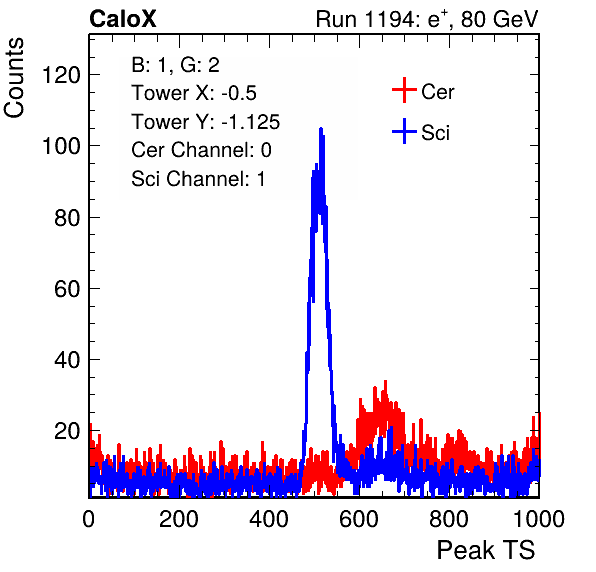 CaloX Run 1194: e+, 80 GeV
Counts
B: 1, G: 2
Tower X: -0.5
Tower Y: -1.125
Cer Channel: 0
Sci Channel: 1
Cer
Sci
120
100
80
60
40
20
0 200 400 600 800 1000
Peak TS